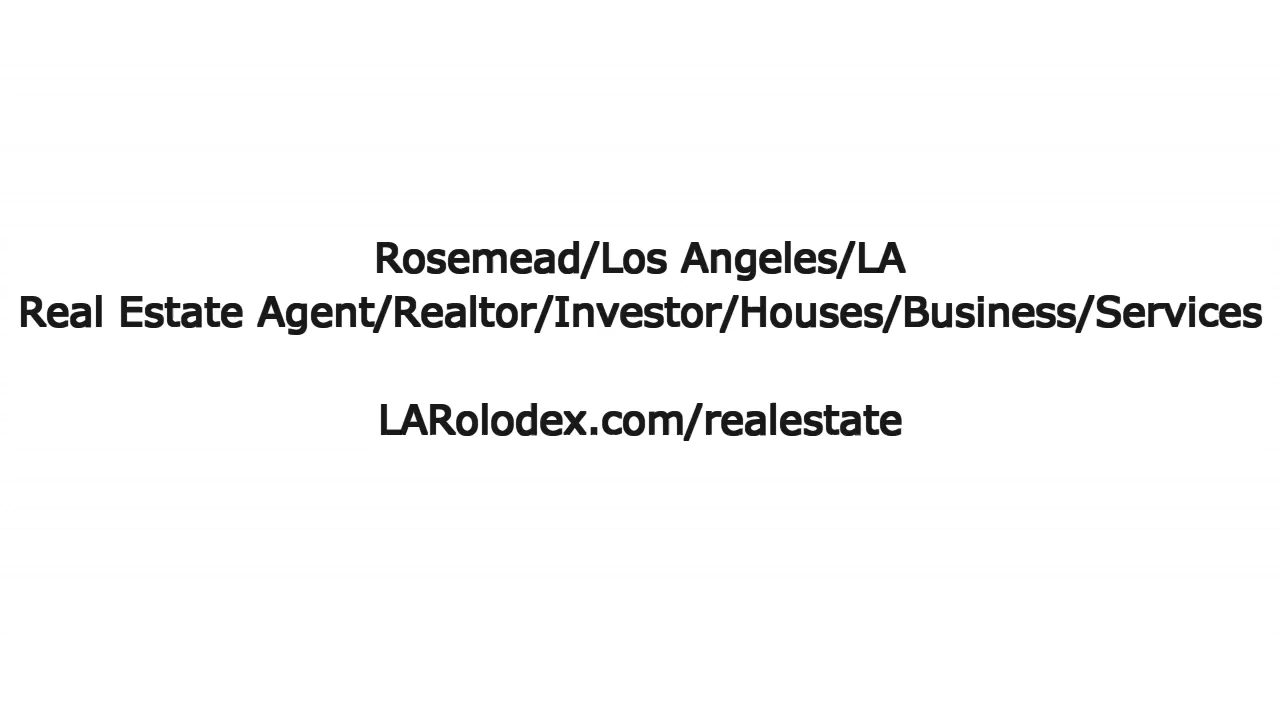 Rosemead/Los Angeles/LA
Real Estate Agent/Realtor/Investor/Houses/Business/Services
LARolodex.com/realestate